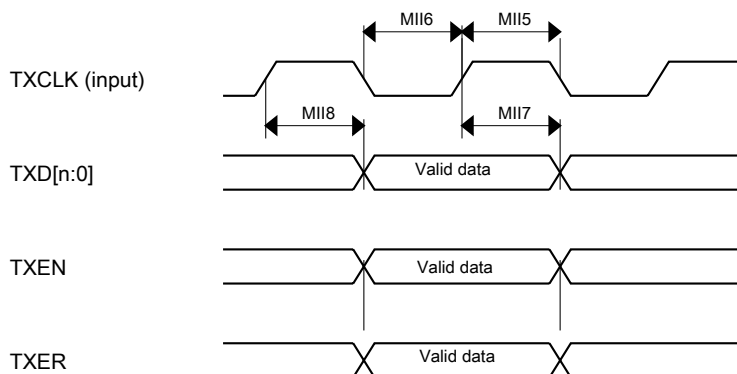 MII6 MII5
TXCLK (input)
MII8 MII7
TXD[n:0] Valid data
TXEN Valid data
TXER Valid data